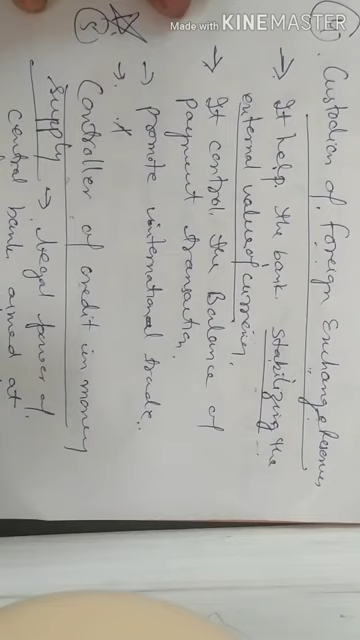 Made with KINEMASTER
④. Custodian of Foreign Exchange Reserves
→ It help the bank stabilizing the
external value of currency.
→ It control the Balance of
payment transaction.
→ promote international trade..
→ . x
⑤ Controller of credit in money
supply → legal power of
central bank aimed at